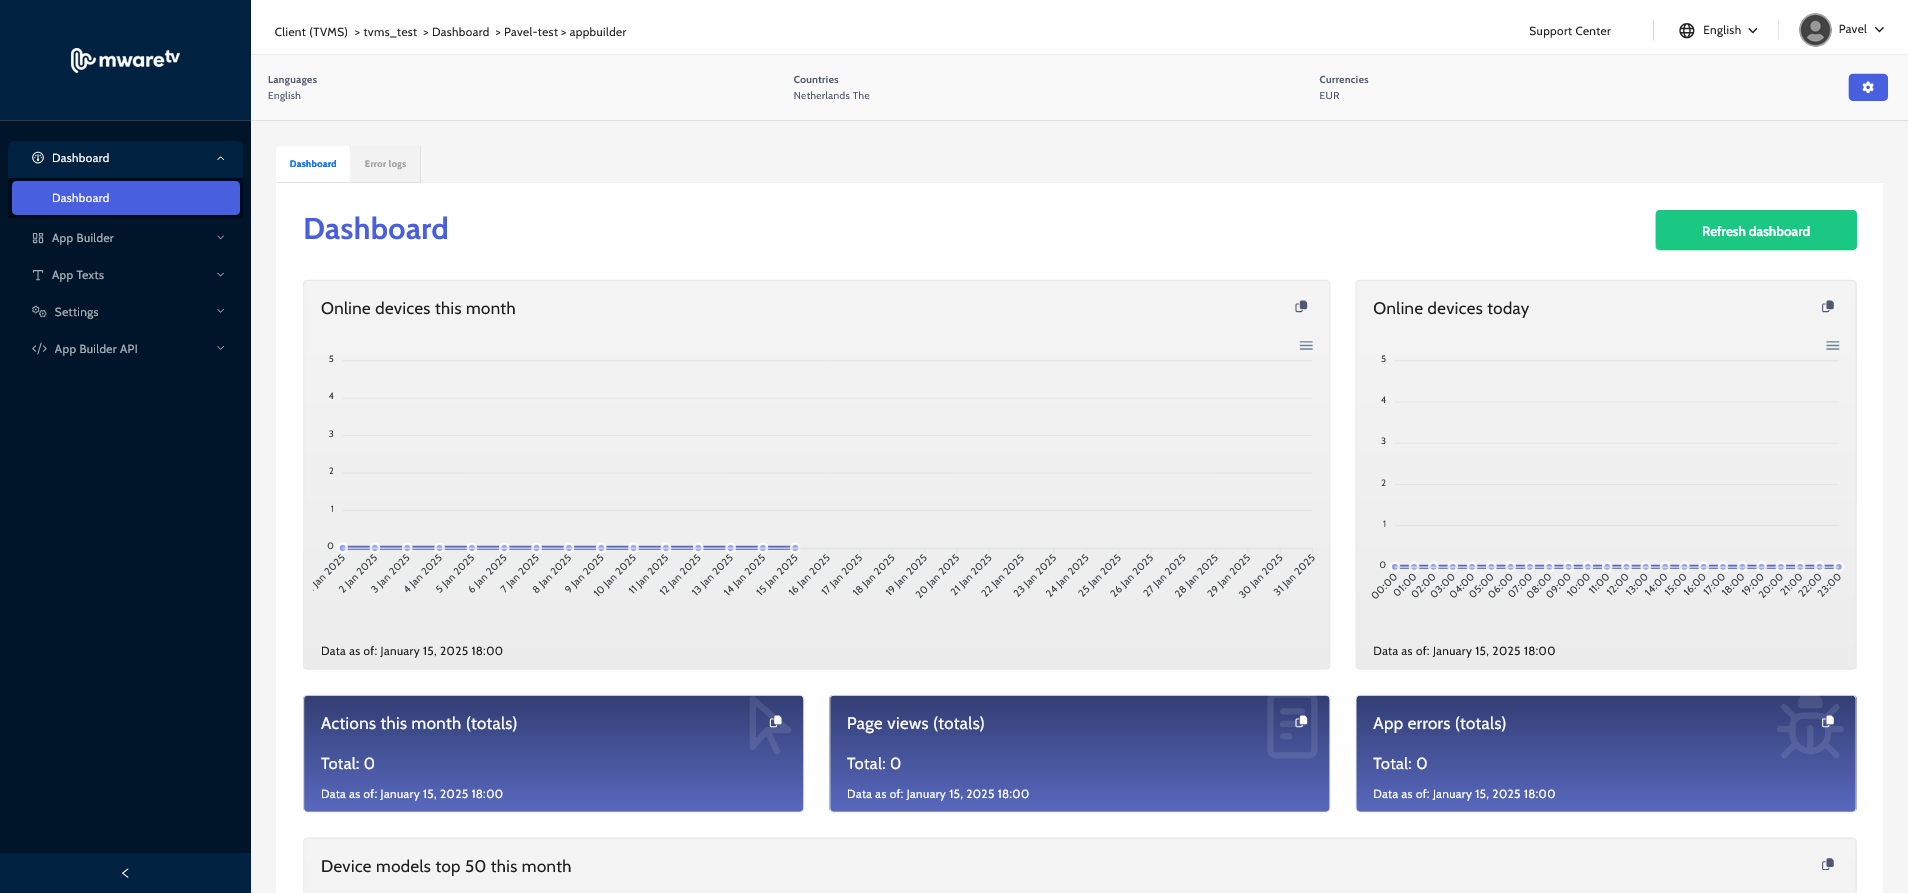 mwaretv
Client (TVMS) > tvms_test > Dashboard > Pavel-test > appbuilder
Support Center
English
Pavel
Languages
English
Countries
Netherlands The
Currencies
EUR
Dashboard
Dashboard
App Builder
App Texts
Settings
App Builder API
Dashboard
Error logs
Dashboard
Refresh dashboard
Online devices this month
5
4
3
2
1
0
Jan 2025
2 Jan 2025
3 Jan 2025
4 Jan 2025
5 Jan 2025
6 Jan 2025
7 Jan 2025
8 Jan 2025
9 Jan 2025
10 Jan 2025
11 Jan 2025
12 Jan 2025
13 Jan 2025
14 Jan 2025
15 Jan 2025
16 Jan 2025
17 Jan 2025
18 Jan 2025
19 Jan 2025
20 Jan 2025
21 Jan 2025
22 Jan 2025
23 Jan 2025
24 Jan 2025
25 Jan 2025
26 Jan 2025
27 Jan 2025
28 Jan 2025
29 Jan 2025
30 Jan 2025
31 Jan 2025
Data as of: January 15, 2025 18:00
Online devices today
5
4
3
2
1
0
00:00
01:00
02:00
03:00
04:00
05:00
06:00
07:00
08:00
09:00
10:00
11:00
12:00
13:00
14:00
15:00
16:00
17:00
18:00
19:00
20:00
21:00
22:00
23:00
Data as of: January 15, 2025 18:00
Actions this month (totals)
Total: 0
Data as of: January 15, 2025 18:00
Page views (totals)
Total: 0
Data as of: January 15, 2025 18:00
App errors (totals)
Total: 0
Data as of: January 15, 2025 18:00
Device models top 50 this month